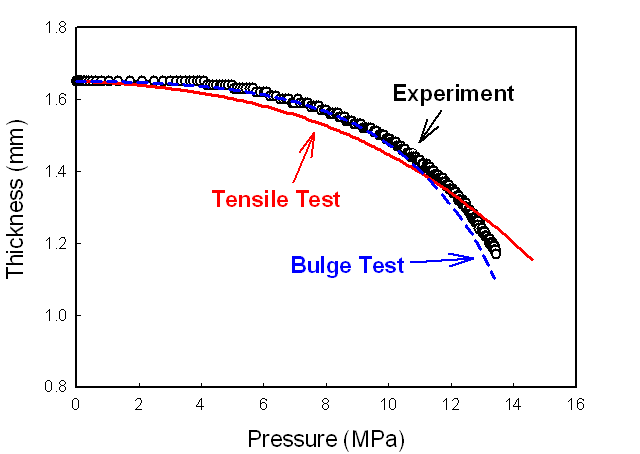 1.8
1.6
1.4
1.2
1.0
0.8
Thickness (mm)
Experiment
Tensile Test
Bulge Test
0 2 4 6 8 10 12 14 16
Pressure (MPa)